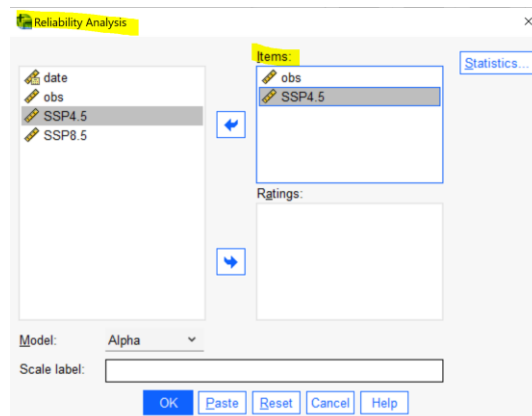 Reliability Analysis
Items:
Statistics...
date
obs
SSP4.5
SSP8.5
obs
SSP4.5
Ratings:
Model:
Alpha
Scale label:
OK
Paste
Reset
Cancel
Help